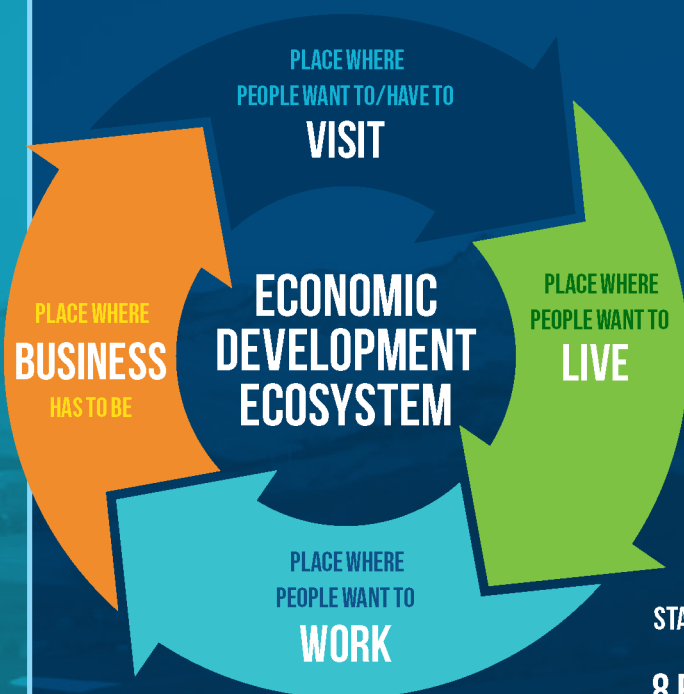 PLACE WHERE
PEOPLE WANT TO/HAVE TO
VISIT
ECONOMIC
DEVELOPMENT
ECOSYSTEM
PLACE WHERE
PEOPLE WANT TO
LIVE
PLACE WHERE
BUSINESS
HAS TO BE
PLACE WHERE
PEOPLE WANT TO
WORK